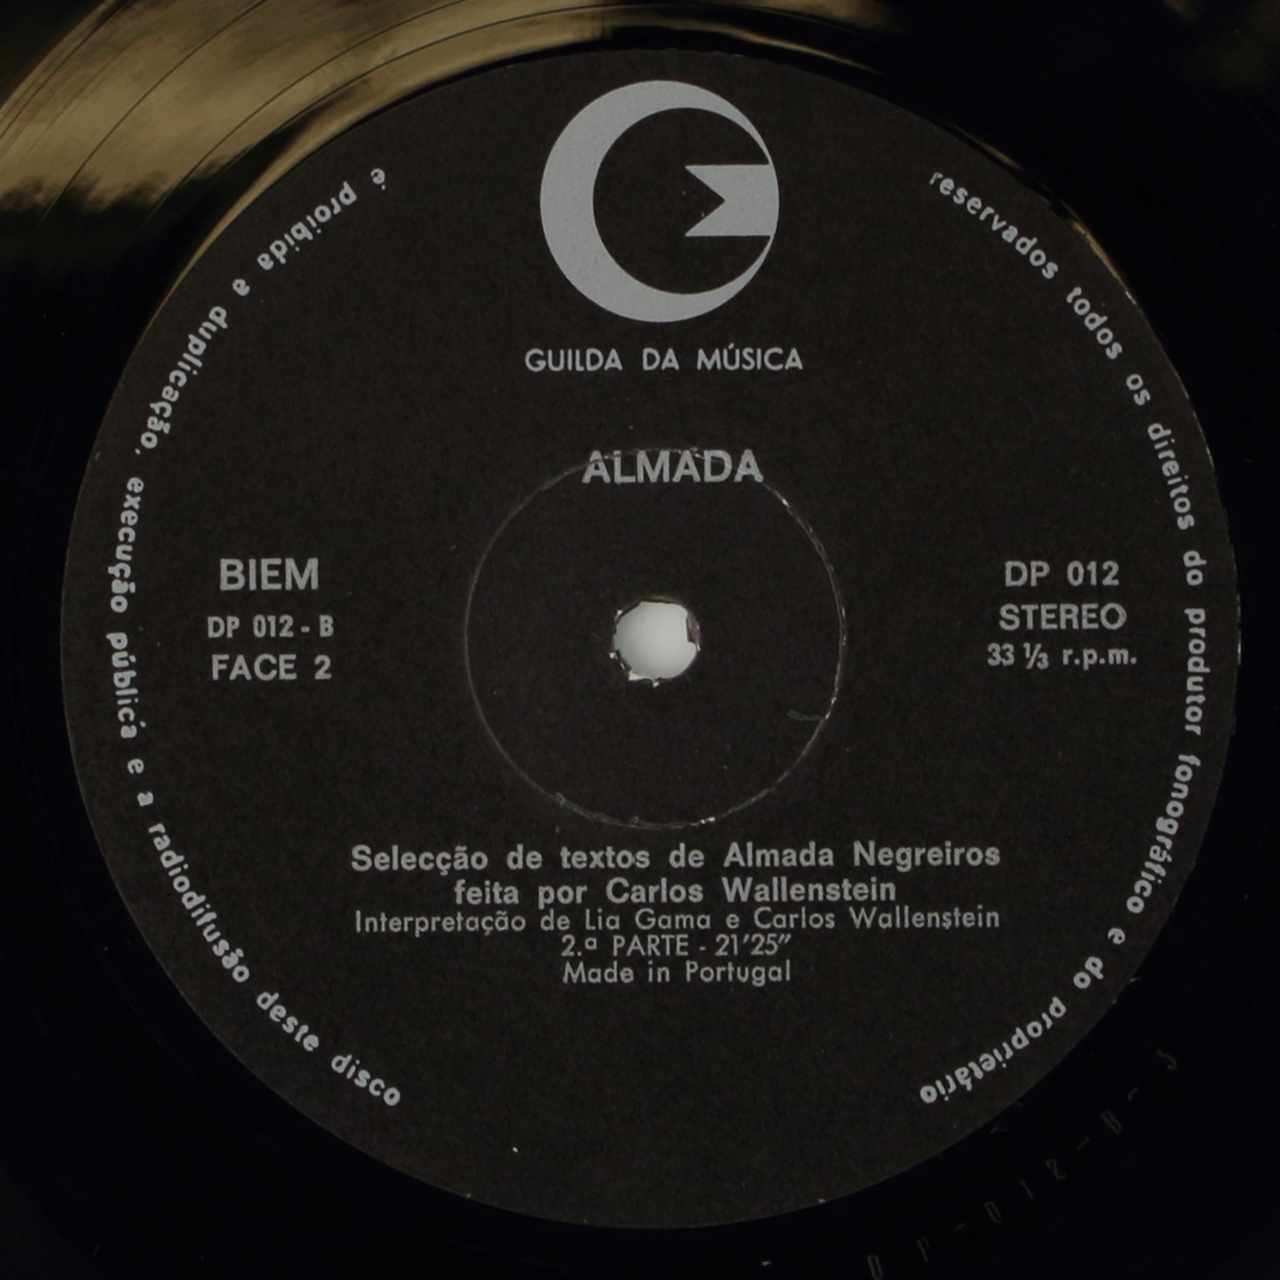 GUILDA DA MÚSICA
ALMADA
BIEM
DP 012 - B
FACE 2
DP 012
STEREO
33 ⅓ r.p.m.
Selecção de textos de Almada Negreiros
feita por Carlos Wallenstein
Interpretação de Lia Gama e Carlos Wallenstein
2.ª PARTE - 21'25"
Made in Portugal
reservados todos os direitos do produtor fonográfico e do proprietário
é proibida a duplicação, execução pública e a radiodifusão deste disco
DP-012-B-3